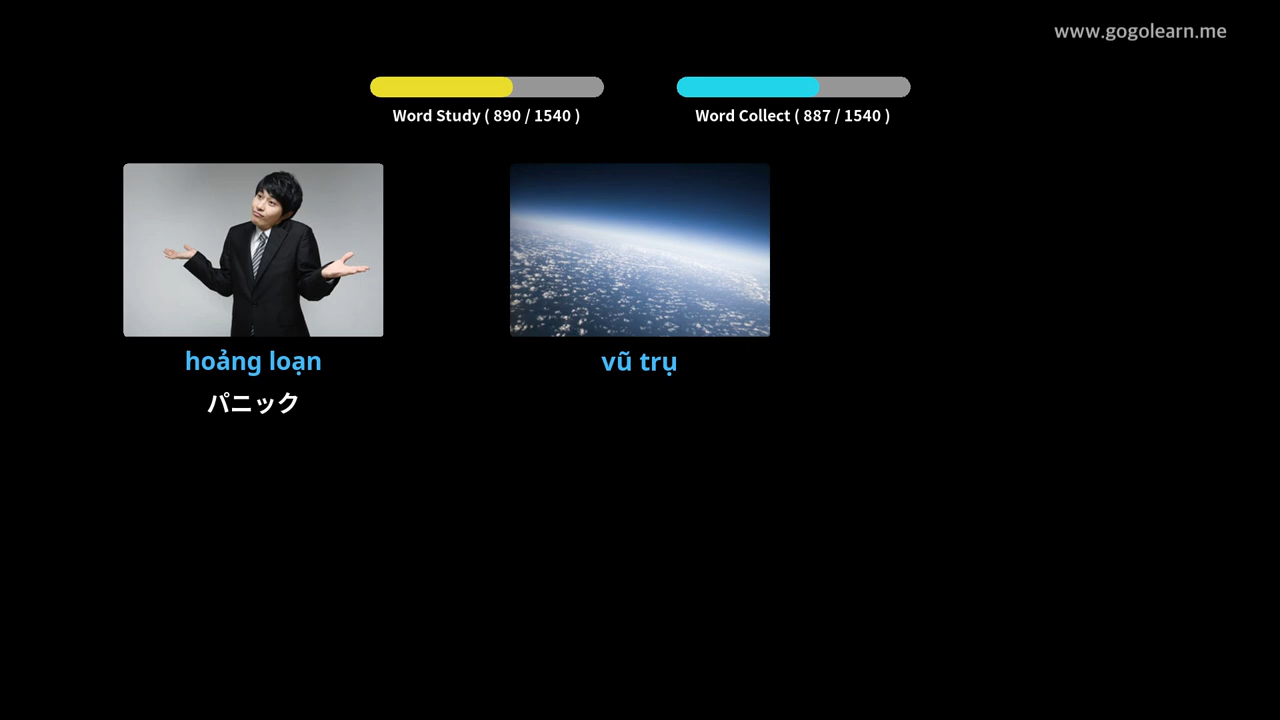 www.gogolearn.me
Word Study ( 890 / 1540 )
Word Collect ( 887 / 1540 )
hoảng loạn
パニック
vũ trụ